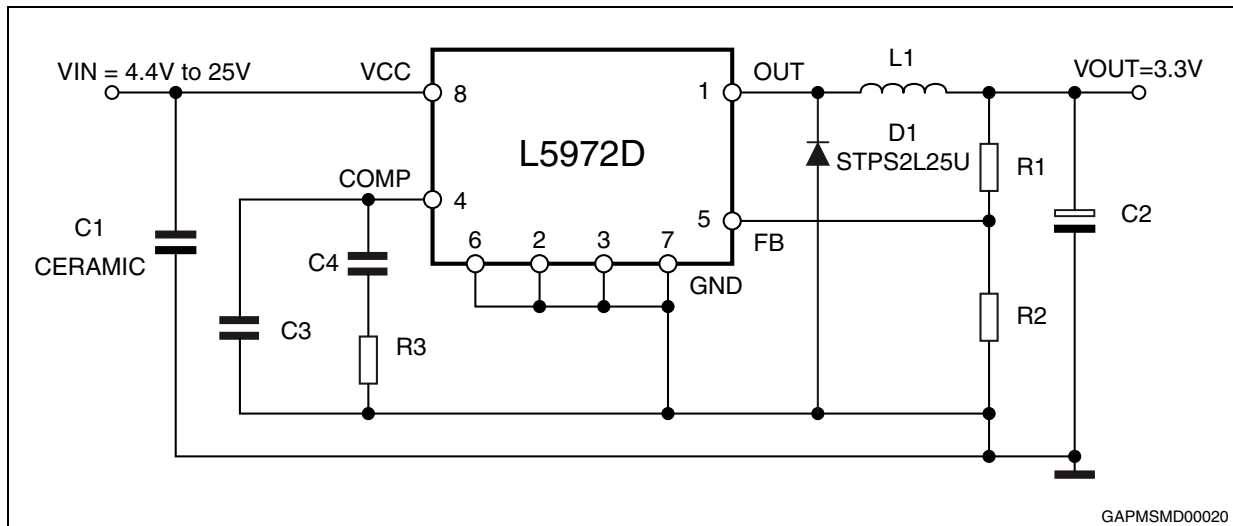 VIN = 4.4V to 25V
VCC
8
1
OUT
L1
VOUT=3.3V
L5972D
D1
STPS2L25U
R1
COMP
4
5
FB
C2
C1
CERAMIC
C4
6
2
3
7
GND
C3
R3
R2
GAPMSMD00020